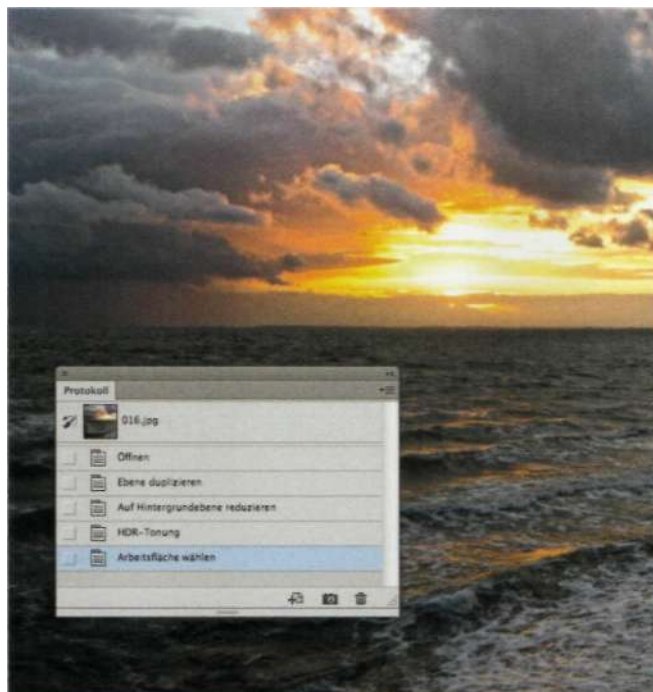 Protokoll
016.jpg
Öffnen
Ebene duplizieren
Auf Hintergrundebene reduzieren
HDR-Tonung
Arbeitsfläche wählen